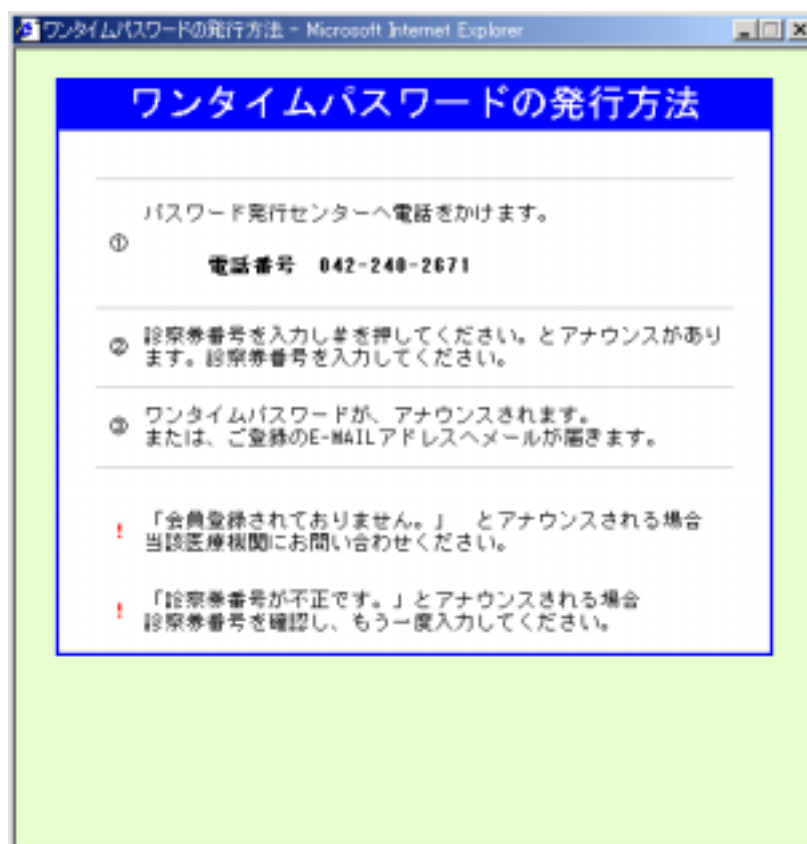 ワンタイムパスワードの発行方法 - Microsoft Internet Explorer
ワンタイムパスワードの発行方法
パスワード発行センターへ電話をかけます。
①
電話番号 042-240-2671
診察券番号を入力し#を押してください。とアナウンスがあり
② ます。診察券番号を入力してください。
ワンタイムパスワードが、アナウンスされます。
③ または、ご登録のE-MAILアドレスへメールが届きます。
! 「会員登録されておりません。」 とアナウンスされる場合
当該医療機関にお問い合わせください。
! 「診察券番号が不正です。」とアナウンスされる場合
診察券番号を確認し、もう一度入力してください。